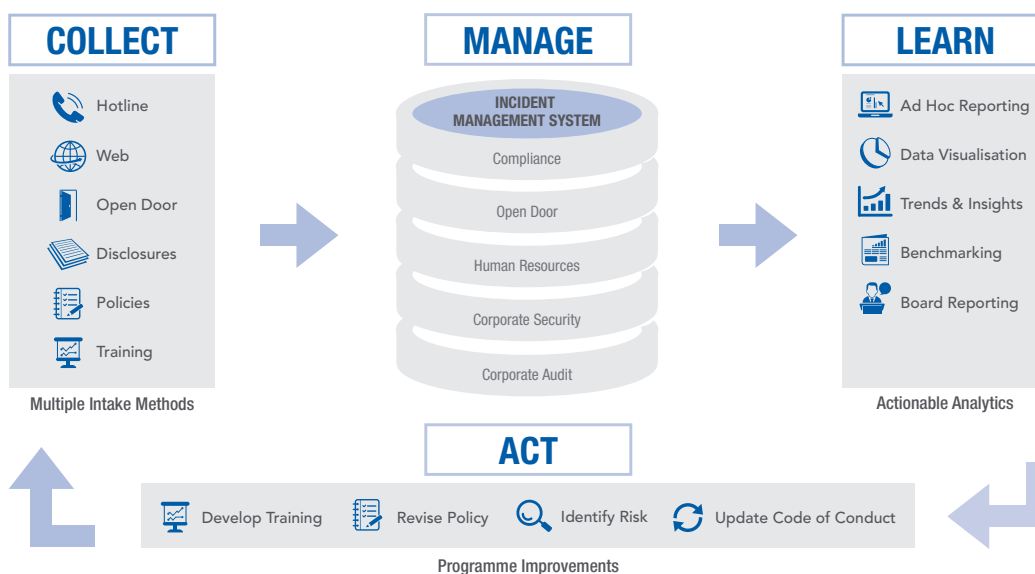 COLLECT
Hotline
Web
Open Door
Disclosures
Policies
Training
Multiple Intake Methods
MANAGE
INCIDENT
MANAGEMENT SYSTEM
Compliance
Open Door
Human Resources
Corporate Security
Corporate Audit
LEARN
Ad Hoc Reporting
Data Visualisation
Trends & Insights
Benchmarking
Board Reporting
Actionable Analytics
ACT
Develop Training
Revise Policy
Identify Risk
Update Code of Conduct
Programme Improvements